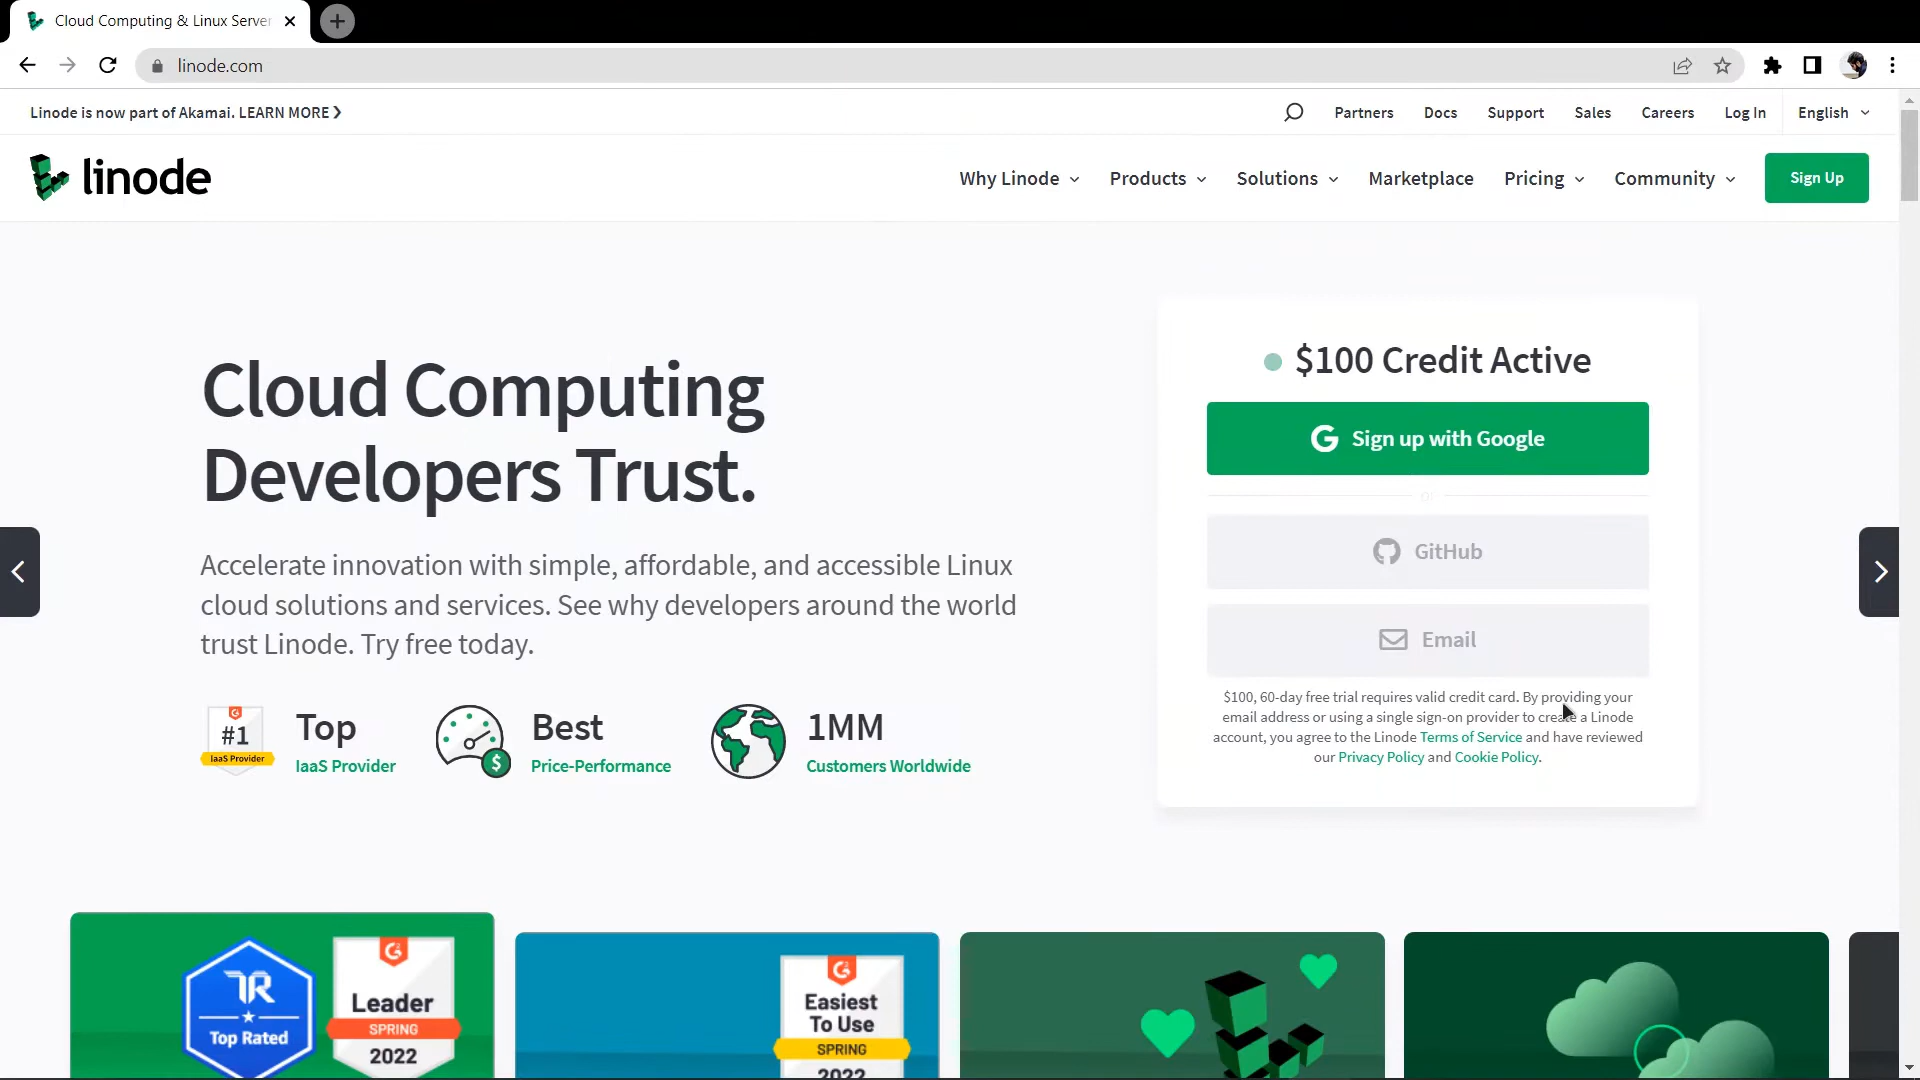 Cloud Computing & Linux Server
linode.com
Linode is now part of Akamai. LEARN MORE
Partners Docs Support Sales Careers Log In English
linode
Why Linode Products Solutions Marketplace Pricing Community Sign Up
Cloud Computing
Developers Trust.
Accelerate innovation with simple, affordable, and accessible Linux
cloud solutions and services. See why developers around the world
trust Linode. Try free today.
#1
IaaS Provider
Top
IaaS Provider
$
Best
Price-Performance
1MM
Customers Worldwide
$100 Credit Active
G Sign up with Google
or
GitHub
Email
$100, 60-day free trial requires valid credit card. By providing your
email address or using a single sign-on provider to create a Linode
account, you agree to the Linode Terms of Service and have reviewed
our Privacy Policy and Cookie Policy.
TR
Top Rated
G2
Leader
SPRING
2022
G2
Easiest
To Use
SPRING
2022